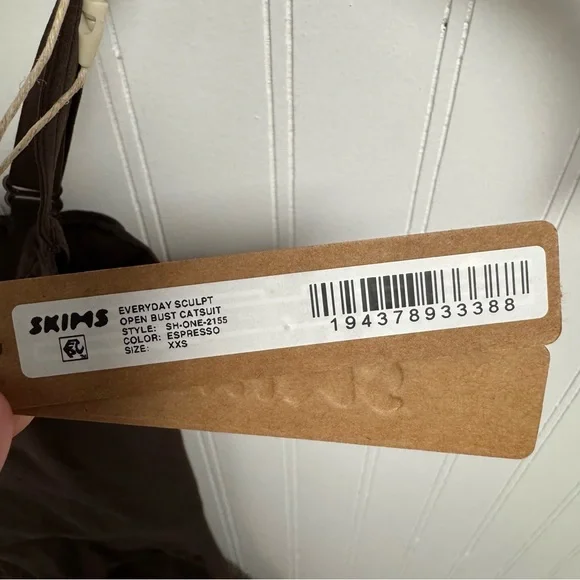 SKIMS
EVERYDAY SCULPT
OPEN BUST CATSUIT
STYLE: SH-ONE-2155
COLOR: ESPRESSO
SIZE: XXS
194378933388